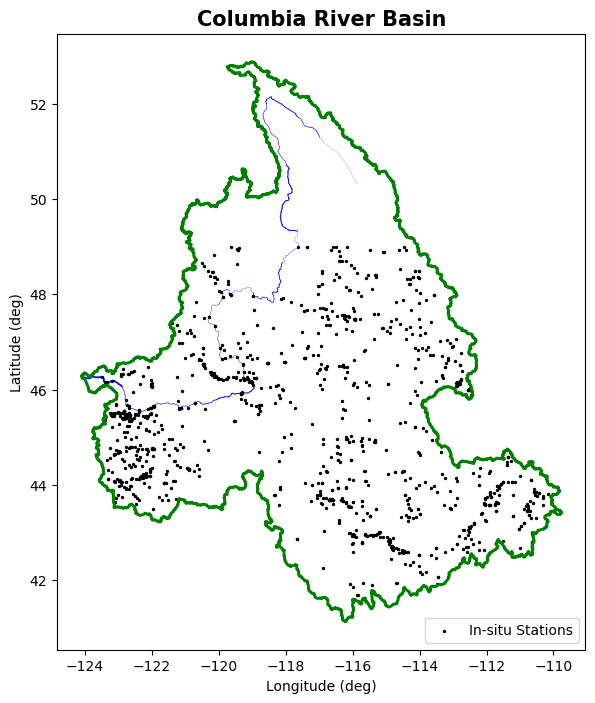 Columbia River Basin
Latitude (deg)
52
50
48
46
44
42
In-situ Stations
−124 −122 −120 −118 −116 −114 −112 −110
Longitude (deg)